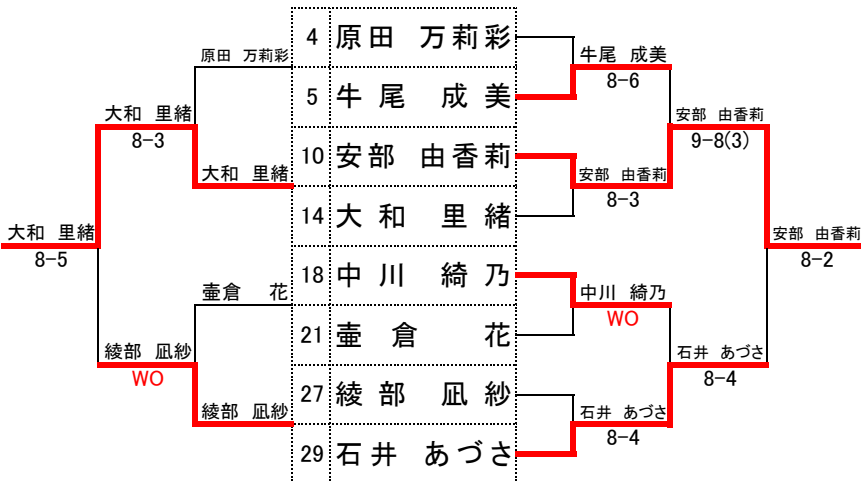 4 原田 万莉彩
5 牛尾 成美
10 安部 由香莉
14 大和 里緒
18 中川 綺乃
21 壷倉 花
27 綾部 凪紗
29 石井 あづさ
原田 万莉彩
大和 里緒
8-3
大和 里緒
大和 里緒
8-5
壷倉 花
綾部 凪紗
WO
綾部 凪紗
牛尾 成美
8-6
安部 由香莉
9-8(3)
安部 由香莉
8-3
安部 由香莉
8-2
中川 綺乃
WO
石井 あづさ
8-4
石井 あづさ
8-4